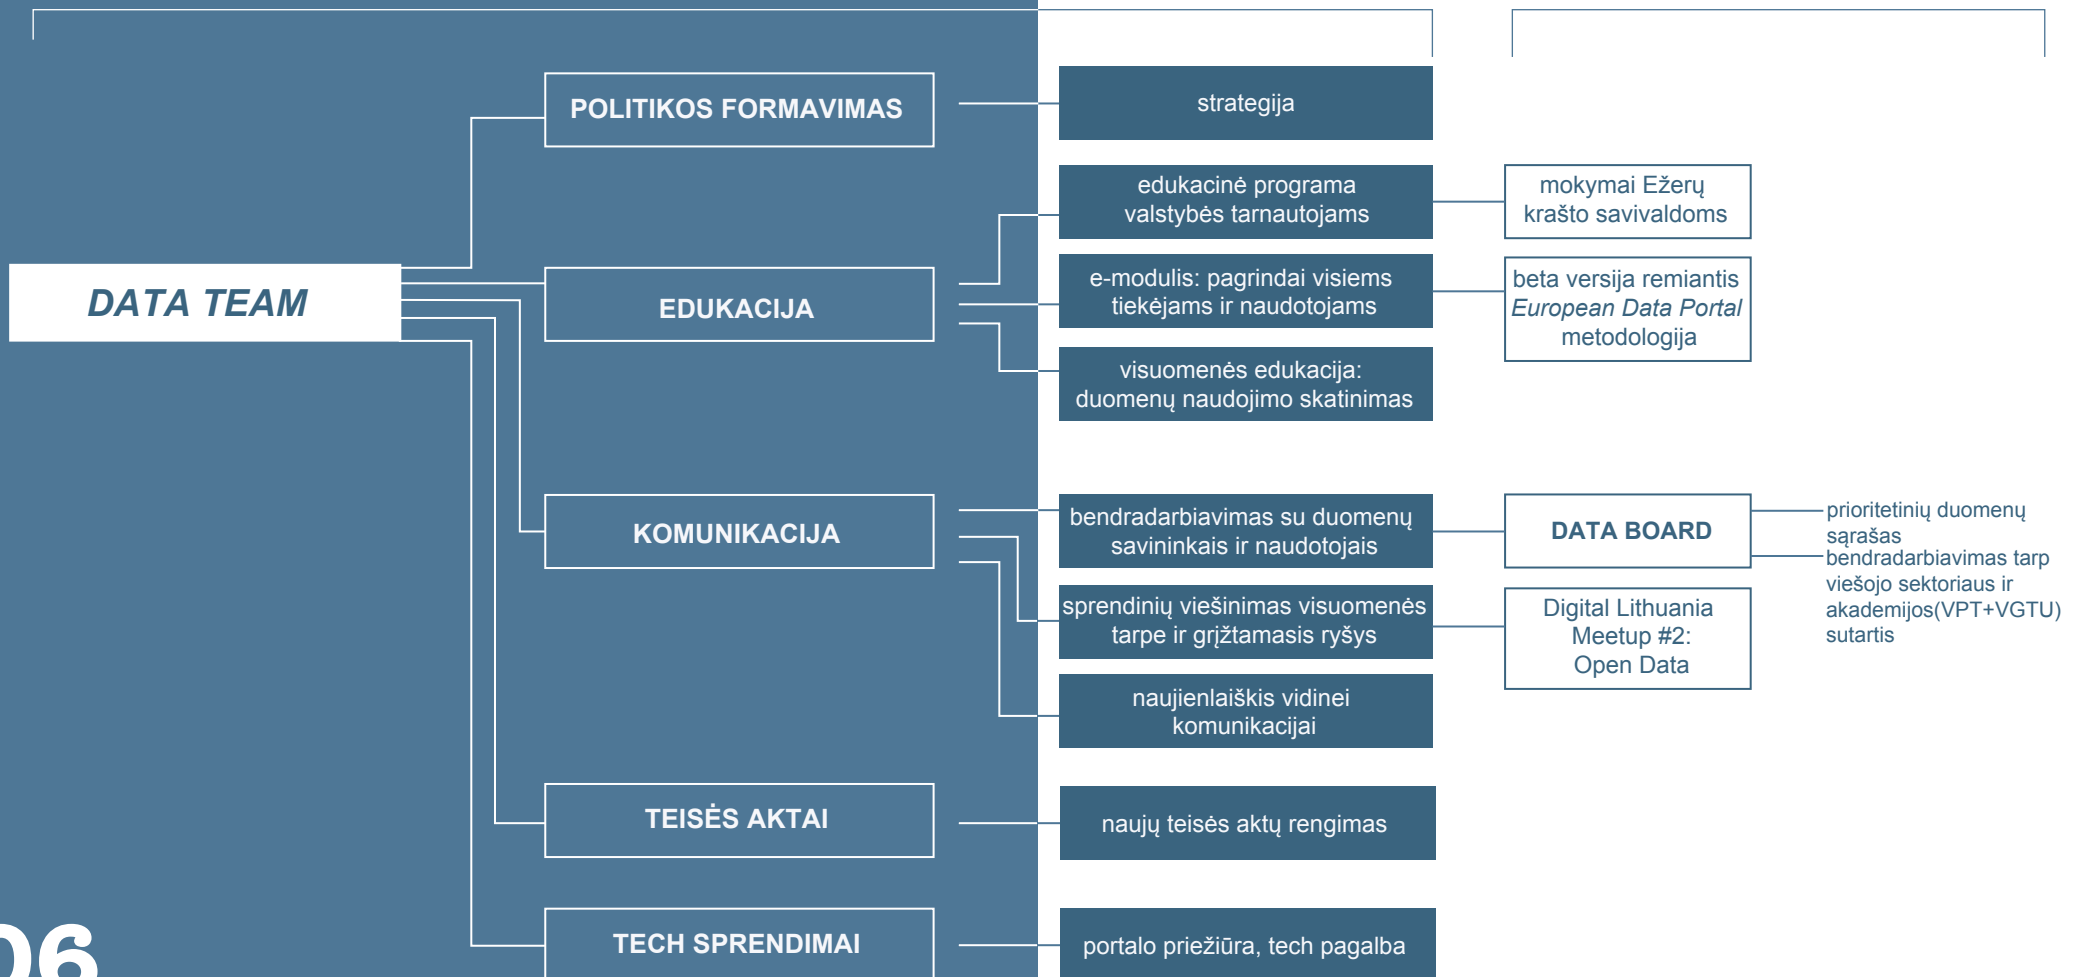 DATA TEAM
POLITIKOS FORMAVIMAS
strategija
EDUKACIJA
edukacinė programa
valstybės tarnautojams
mokymai Ežerų
krašto savivaldoms
e-modulis: pagrindai visiems
tiekėjams ir naudotojams
beta versija remiantis
European Data Portal
metodologija
visuomenės edukacija:
duomenų naudojimo skatinimas
KOMUNIKACIJA
bendradarbiavimas su duomenų
savininkais ir naudotojais
DATA BOARD
prioritetinių duomenų
sąrašas
bendradarbiavimas tarp
viešojo sektoriaus ir
akademijos(VPT+VGTU)
sutartis
sprendinių viešinimas visuomenės
tarpe ir grįžtamasis ryšys
Digital Lithuania
Meetup #2:
Open Data
naujienlaiškis vidinei
komunikacijai
TEISĖS AKTAI
naujų teisės aktų rengimas
TECH SPRENDIMAI
portalo priežiūra, tech pagalba
06